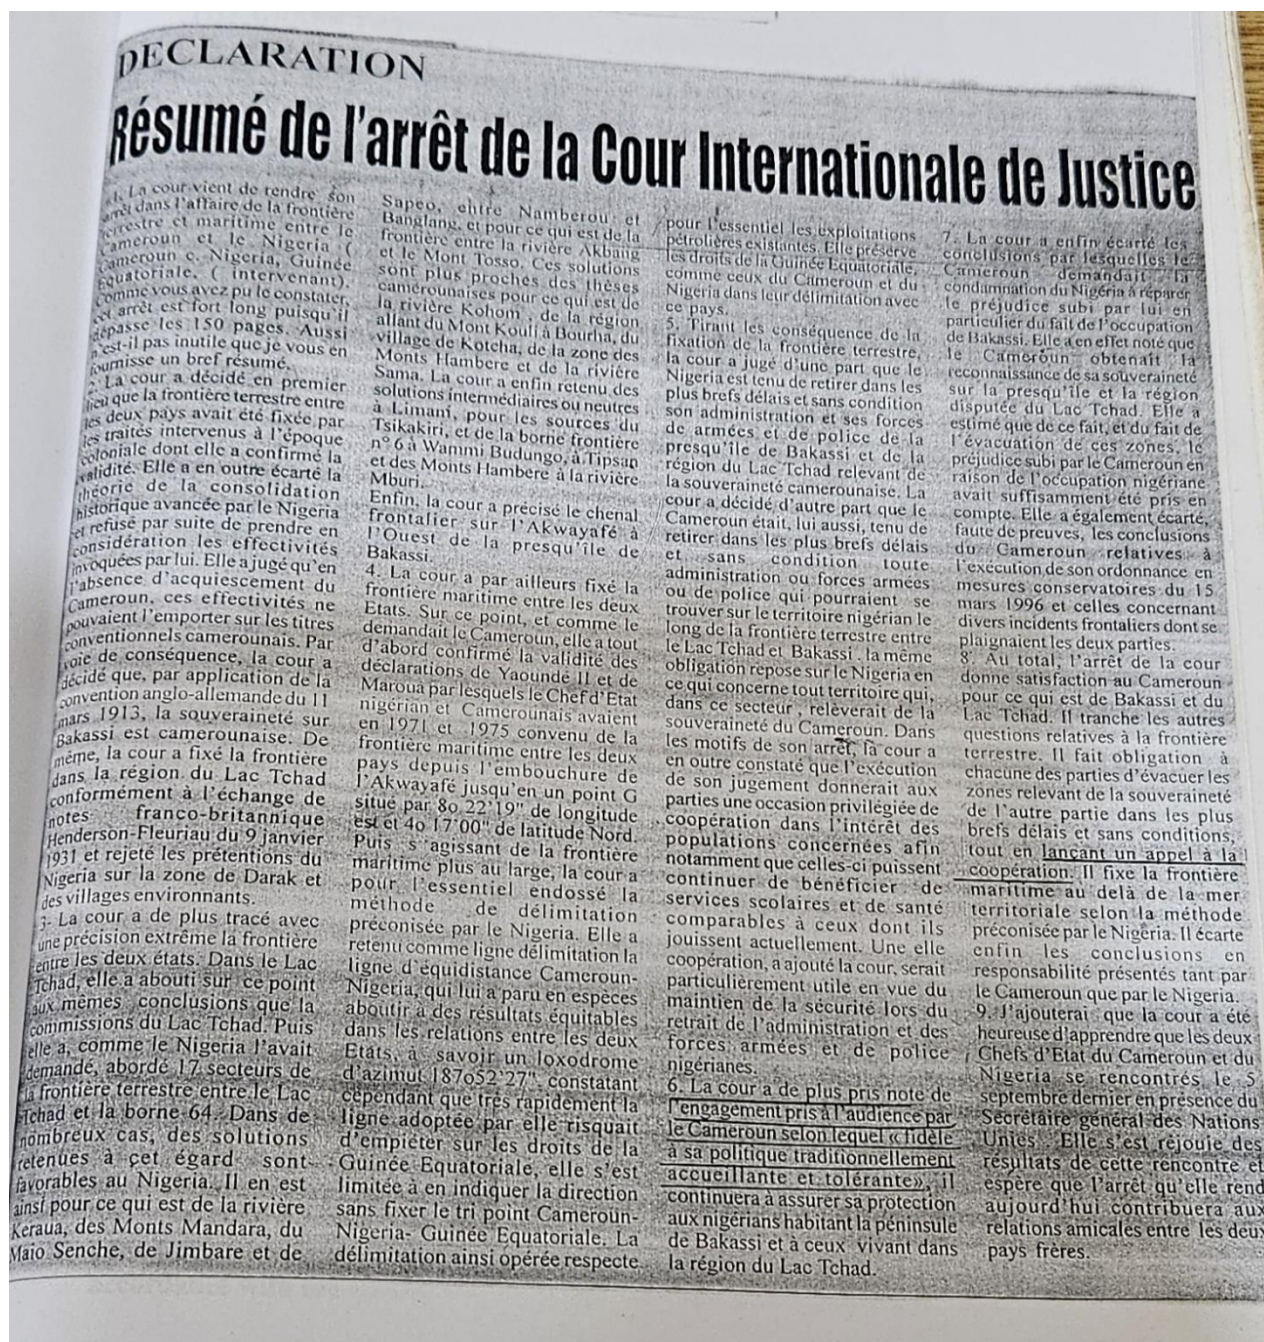 DECLARATION
Résumé de l'arrêt de la Cour Internationale de Justice
1. La cour vient de rendre son
arrêt dans l'affaire de la frontière
terrestre et maritime entre le
Cameroun et le Nigeria (
Cameroun c. Nigeria, Guinée
Equatoriale, ( intervenant).
Comme vous avez pu le constater,
cet arrêt est fort long puisqu'il
dépasse les 150 pages. Aussi
n'est-il pas inutile que je vous en
fournisse un bref résumé.
2- La cour a décidé en premier
lieu que la frontière terrestre entre
les deux pays avait été fixée par
les traités intervenus à l'époque
coloniale dont elle a confirmé la
validité. Elle a en outre écarté la
théorie de la consolidation
historique avancée par le Nigeria
et refusé par suite de prendre en
considération les effectivités
invoquées par lui. Elle a jugé qu'en
l'absence d'acquiescement du
Cameroun, ces effectivités ne
pouvaient l'emporter sur les titres
conventionnels camerounais. Par
voie de conséquence, la cour a
décidé que, par application de la
convention anglo-allemande du 11
mars 1913, la souveraineté sur
Bakassi est camerounaise. De
même, la cour a fixé la frontière
dans la région du Lac Tchad
conformément à l'échange de
notes franco-britannique
Henderson-Fleuriau du 9 janvier
1931 et rejeté les prétentions du
Nigeria sur la zone de Darak et
des villages environnants.
3- La cour a de plus tracé avec
une précision extrême la frontière
entre les deux états. Dans le Lac
Tchad, elle a abouti sur ce point
aux mêmes conclusions que la
commissions du Lac Tchad. Puis
elle a, comme le Nigeria l'avait
demandé, abordé 17 secteurs de
la frontière terrestre entre le Lac
Tchad et la borne 64. Dans de
nombreux cas, des solutions
retenues à cet égard sont
favorables au Nigeria. Il en est
ainsi pour ce qui est de la rivière
Keraua, des Monts Mandara, du
Maio Senche, de Jimbare et de
Sapeo, entre Namberou et
Banglang, et pour ce qui est de la
frontière entre la rivière Akbang
et le Mont Tosso. Ces solutions
sont plus proches des thèses
camérounaises pour ce qui est de
la rivière Kohom , de la région
allant du Mont Kouli à Bourha, du
village de Kotcha, de la zone des
Monts Hambere et de la rivière
Sama. La cour a enfin retenu des
solutions intermédiaires ou neutres
à Limani, pour les sources du
Tsikakiri, et de la borne frontière
n° 6 à Wammi Budungo, à Tipsan
et des Monts Hambere à la rivière
Mburi.
Enfin, la cour a précisé le chenal
frontalier sur l'Akwayafé à
l'Ouest de la presqu'île de
Bakassi.
4. La cour a par ailleurs fixé la
frontière maritime entre les deux
Etats. Sur ce point, et comme le
demandait le Cameroun, elle a tout
d'abord confirmé la validité des
déclarations de Yaoundé II et de
Maroua par lesquels le Chef d'Etat
nigérian et Camerounais avaient
en 1971 et 1975 convenu de la
frontière maritime entre les deux
pays depuis l'embouchure de
l'Akwayafé jusqu'en un point G
situé par 8o 22'19" de longitude
est et 4o 17'00" de latitude Nord.
Puis s'agissant de la frontière
maritime plus au large, la cour a
pour l'essentiel endossé la
méthode de délimitation
préconisée par le Nigeria. Elle a
retenu comme ligne délimitation la
ligne d'équidistance Cameroun-
Nigeria, qui lui a paru en espèces
aboutir à des résultats équitables
dans les relations entre les deux
Etats, à savoir un loxodrome
d'azimut 187o52'27". constatant
cependant que très rapidement la
ligne adoptée par elle risquait
d'empiéter sur les droits de la
Guinée Equatoriale, elle s'est
limitée à en indiquer la direction
sans fixer le tri point Cameroun-
Nigeria- Guinée Equatoriale. La
délimitation ainsi opérée respecte
pour l'essentiel les exploitations
pétrolières existantes. Elle préserve
les droits de la Guinée Equatoriale,
comme ceux du Cameroun et du
Nigeria dans leur délimitation avec
ce pays.
5. Tirant les conséquence de la
fixation de la frontière terrestre,
la cour a jugé d'une part que le
Nigeria est tenu de retirer dans les
plus brefs délais et sans condition
son administration et ses forces
de armées et de police de la
presqu'île de Bakassi et de la
région du Lac Tchad relevant de
la souveraineté camerounaise. La
cour a décidé d'autre part que le
Cameroun était, lui aussi, tenu de
retirer dans les plus brefs délais
et sans condition toute
administration ou forces armées
ou de police qui pourraient se
trouver sur le territoire nigérian le
long de la frontière terrestre entre
le Lac Tchad et Bakassi . la même
obligation repose sur le Nigeria en
ce qui concerne tout territoire qui,
dans ce secteur , relèverait de la
souveraineté du Cameroun. Dans
les motifs de son arrêt, la cour a
en outre constaté que l'exécution
de son jugement donnerait aux
parties une occasion privilégiée de
coopération dans l'intérêt des
populations concernées afin
notamment que celles-ci puissent
continuer de bénéficier de
services scolaires et de santé
comparables à ceux dont ils
jouissent actuellement. Une elle
coopération, a ajouté la cour, serait
particulièrement utile en vue du
maintien de la sécurité lors du
retrait de l'administration et des
forces armées et de police
nigérianes.
6. La cour a de plus pris note de
l'engagement pris à l'audience par
le Cameroun selon lequel « fidèle
à sa politique traditionnellement
accueillante et tolérante», il
continuera à assurer sa protection
aux nigérians habitant la péninsule
de Bakassi et à ceux vivant dans
la région du Lac Tchad.
7. La cour a enfin écarté les
conclusions par lesquelles le
Cameroun demandait la
condamnation du Nigéria à réparer
le préjudice subi par lui en
particulier du fait de l'occupation
de Bakassi. Elle a en effet noté que
le Cameroun obtenait la
reconnaissance de sa souveraineté
sur la presqu'île et la région
disputée du Lac Tchad. Elle a
estimé que de ce fait, et du fait de
l'évacuation de ces zones, le
préjudice subi par le Cameroun en
raison de l'occupation nigériane
avait suffisamment été pris en
compte. Elle a également écarté,
faute de preuves, les conclusions
du Cameroun relatives à
l'exécution de son ordonnance en
mesures conservatoires du 15
mars 1996 et celles concernant
divers incidents frontaliers dont se
plaignaient les deux parties.
8. Au total, l'arrêt de la cour
donne satisfaction au Cameroun
pour ce qui est de Bakassi et du
Lac Tchad. Il tranche les autres
questions relatives à la frontière
terrestre. Il fait obligation à
chacune des parties d'évacuer les
zones relevant de la souveraineté
de l'autre partie dans les plus
brefs délais et sans conditions,
tout en lançant un appel à la
coopération. Il fixe la frontière
maritime au delà de la mer
territoriale selon la méthode
préconisée par le Nigeria. Il écarte
enfin les conclusions en
responsabilité présentés tant par
le Cameroun que par le Nigeria.
9. J'ajouterai que la cour a été
heureuse d'apprendre que les deux
Chefs d'Etat du Cameroun et du
Nigeria se rencontrés le 5
septembre dernier en présence du
Secrétaire général des Nations
Unies. Elle s'est réjouie des
résultats de cette rencontre et
espère que l'arrêt qu'elle rend
aujourd'hui contribuera aux
relations amicales entre les deux
pays frères.